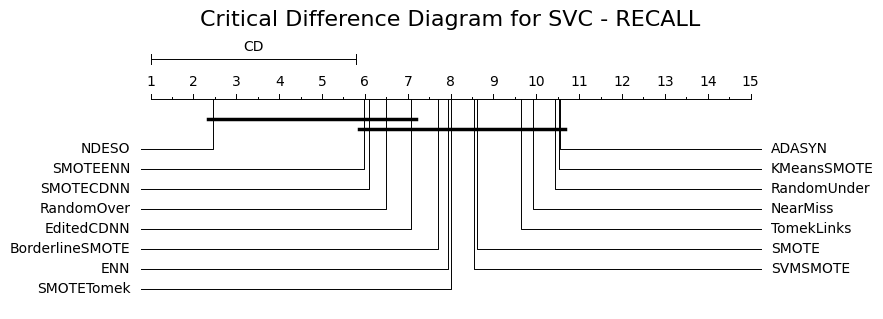 Critical Difference Diagram for SVC - RECALL
CD
1 2 3 4 5 6 7 8 9 10 11 12 13 14 15
NDESO ADASYN
SMOTEENN KMeansSMOTE
SMOTECDNN RandomUnder
RandomOver NearMiss
EditedCDNN TomekLinks
BorderlineSMOTE SMOTE
ENN SVMSMOTE
SMOTETomek